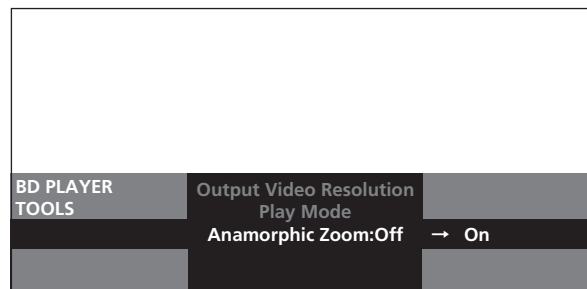 BD PLAYER
TOOLS
Output Video Resolution
Play Mode
Anamorphic Zoom:Off → On